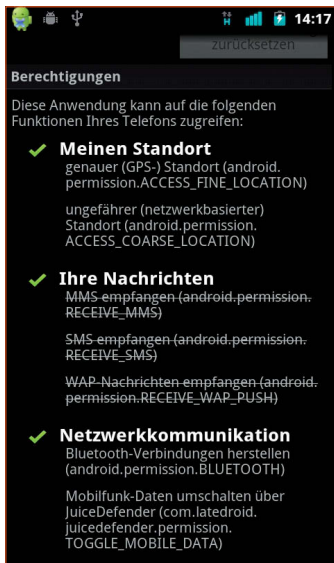 H 14:17
zurücksetzen
Berechtigungen
Diese Anwendung kann auf die folgenden
Funktionen Ihres Telefons zugreifen:
Meinen Standort
genauer (GPS-) Standort (android.
permission.ACCESS_FINE_LOCATION)
ungefährer (netzwerkbasierter)
Standort (android.permission.
ACCESS_COARSE_LOCATION)
Ihre Nachrichten
MMS empfangen (android.permission.
RECEIVE_MMS)
SMS empfangen (android.permission.
RECEIVE_SMS)
WAP-Nachrichten empfangen (android.
permission.RECEIVE_WAP_PUSH)
Netzwerkkommunikation
Bluetooth-Verbindungen herstellen
(android.permission.BLUETOOTH)
Mobilfunk-Daten umschalten über
JuiceDefender (com.latedroid.
juicedefender.permission.
TOGGLE_MOBILE_DATA)